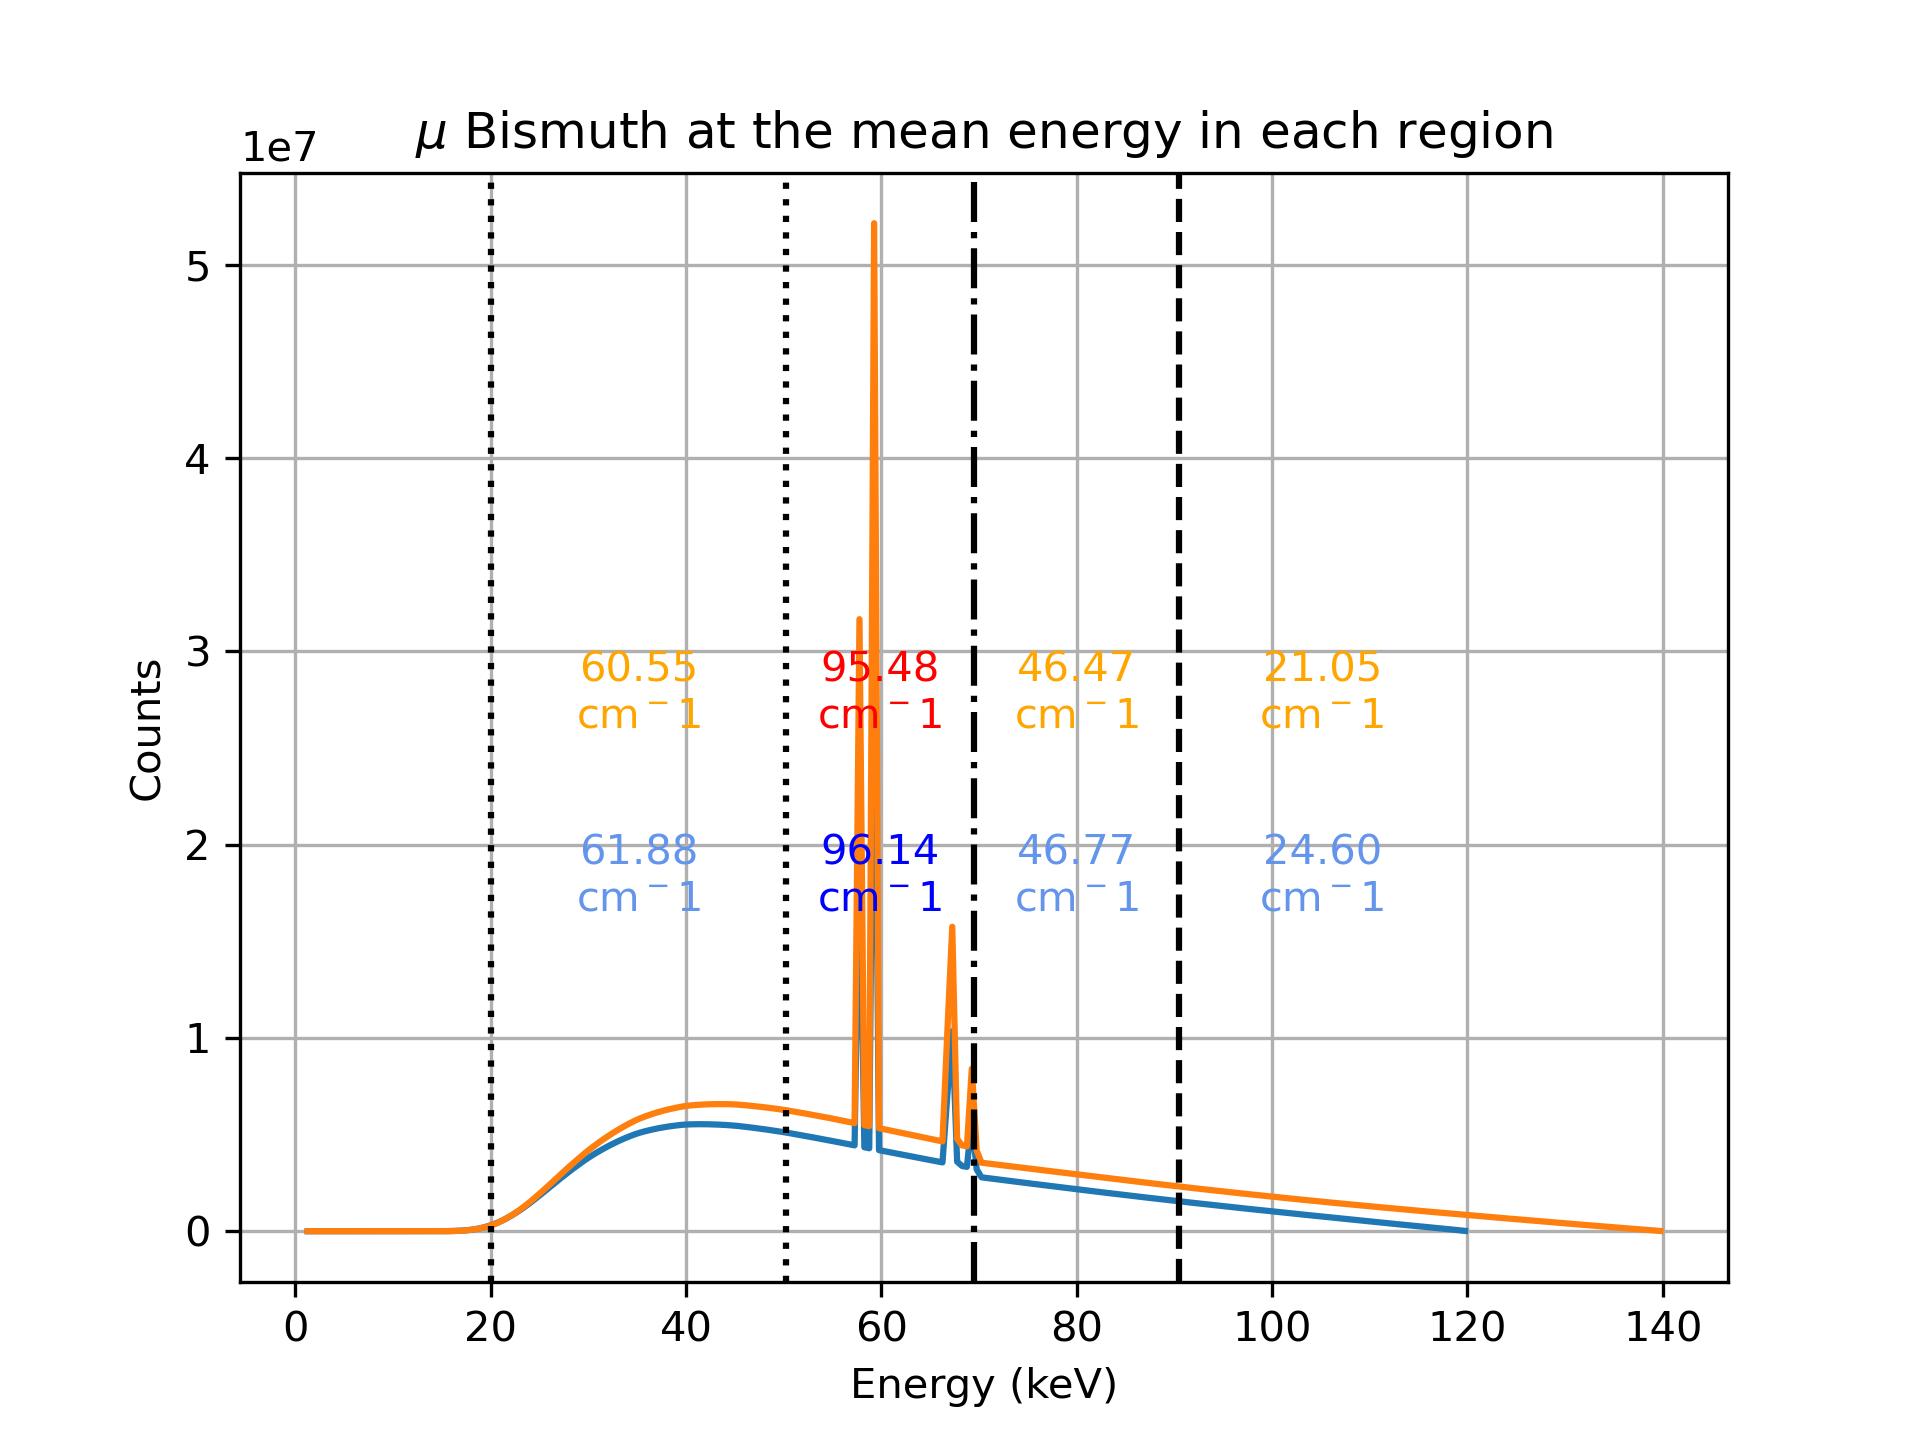 μ Bismuth at the mean energy in each region
1e7
5
4
3
2
1
0
Counts
60.55
cm⁻1
95.48
cm⁻1
46.47
cm⁻1
21.05
cm⁻1
61.88
cm⁻1
96.14
cm⁻1
46.77
cm⁻1
24.60
cm⁻1
0 20 40 60 80 100 120 140
Energy (keV)